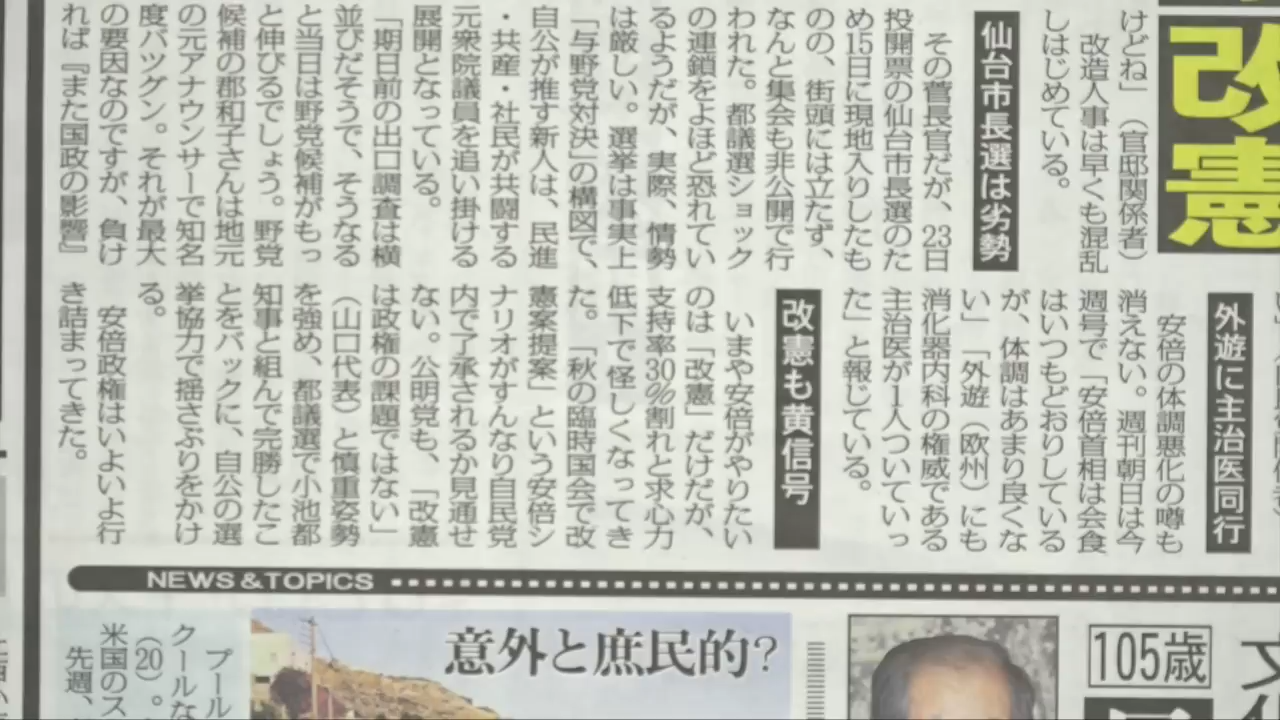 改憲
けどね」（官邸関係者）
改造人事は早くも混乱
しはじめている。
仙台市長選は劣勢
その菅長官だが、23日
投開票の仙台市長選のた
め15日に現地入りしたも
のの、街頭には立たず、
なんと集会も非公開で行
われた。都議選ショック
の連鎖をよほど恐れてい
るようだが、実際、情勢
は厳しい。選挙は事実上
「与野党対決」の構図で、
自公が推す新人は、民進
・共産・社民が共闘する
元衆院議員を追い掛ける
展開となっている。
「期日前の出口調査は横
並びだそうで、そうなる
と当日は野党候補がもっ
と伸びるでしょう。野党
候補の郡和子さんは地元
の元アナウンサーで知名
度バツグン。それが最大
の要因なのですが、負け
れば『また国政の影響』
外遊に主治医同行
安倍の体調悪化の噂も
消えない。週刊朝日は今
週号で「安倍首相は会食
はいつもどおりしている
が、体調はあまり良くな
い」「外遊（欧州）にも
消化器内科の権威である
主治医が1人ついていっ
た」と報じている。
改憲も黄信号
いまや安倍がやりたい
のは「改憲」だけだが、
支持率30％割れと求心力
低下で怪しくなってき
た。「秋の臨時国会で改
憲案提案」という安倍シ
ナリオがすんなり自民党
内で了承されるか見通せ
ない。公明党も、「改憲
は政権の課題ではない」
（山口代表）と慎重姿勢
を強め、都議選で小池都
知事と組んで完勝したこ
とをバックに、自公の選
挙協力で揺さぶりをかけ
る。
安倍政権はいよいよ行
き詰まってきた。
NEWS&TOPICS
105歳
意外と庶民的?
プール
クールな
(20)。
米国のス
先週、